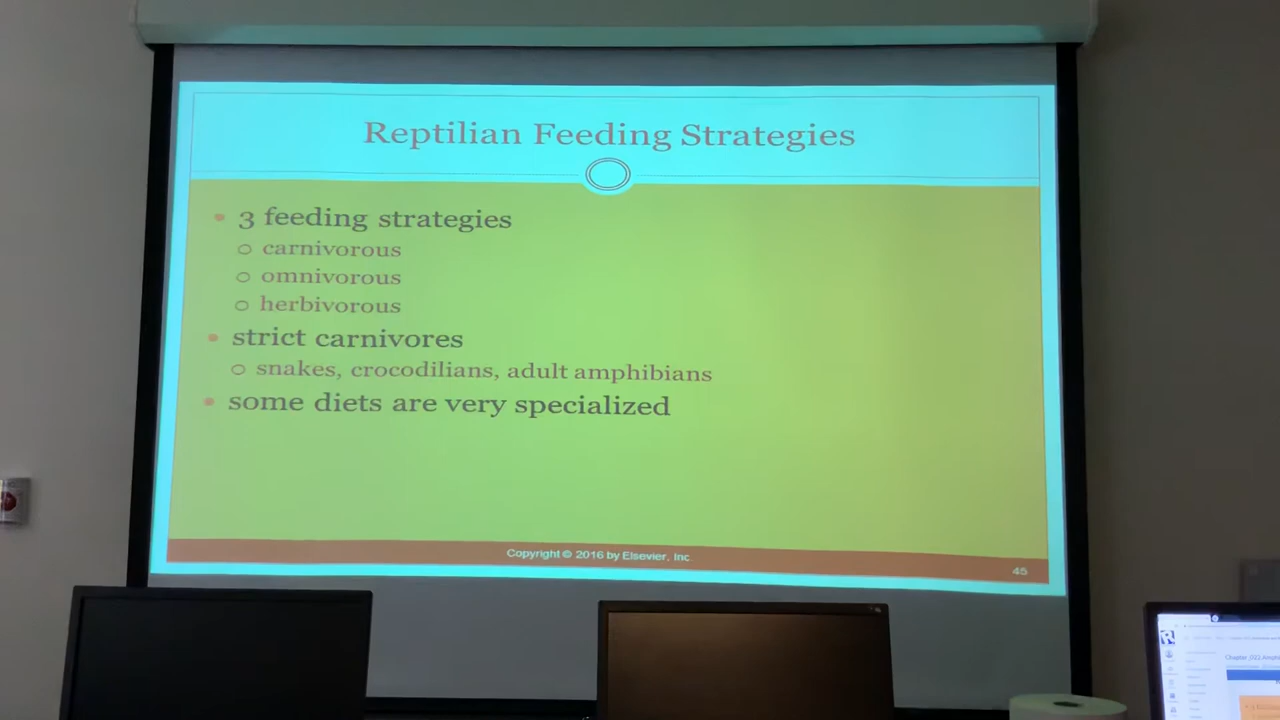 Reptilian Feeding Strategies
• 3 feeding strategies
○ carnivorous
○ omnivorous
○ herbivorous
• strict carnivores
○ snakes, crocodilians, adult amphibians
• some diets are very specialized
Copyright © 2016 by Elsevier, Inc.
45